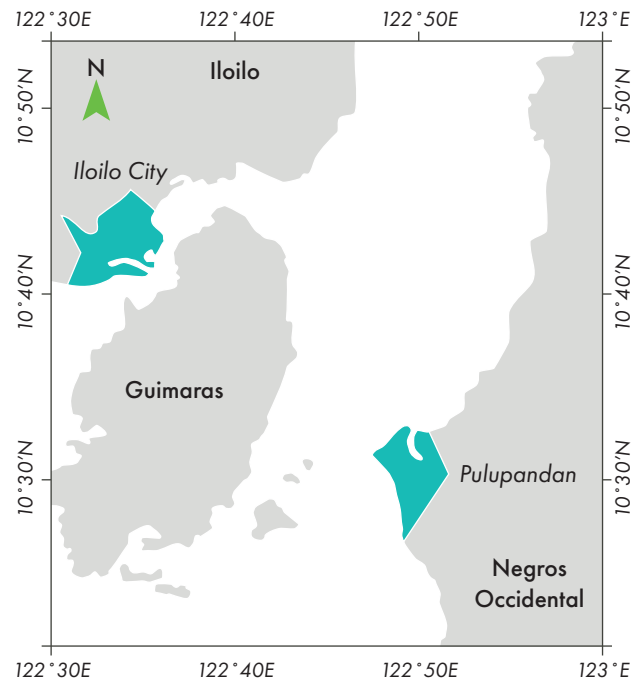 122°30E 122°40E 122°50E 123°E
N
Iloilo
10°50'N 10°50'N
Iloilo City
10°40'N 10°40'N
Guimaras
10°30'N 10°30'N
Pulupandan
Negros
Occidental
122°30E 122°40E 122°50E 123°E